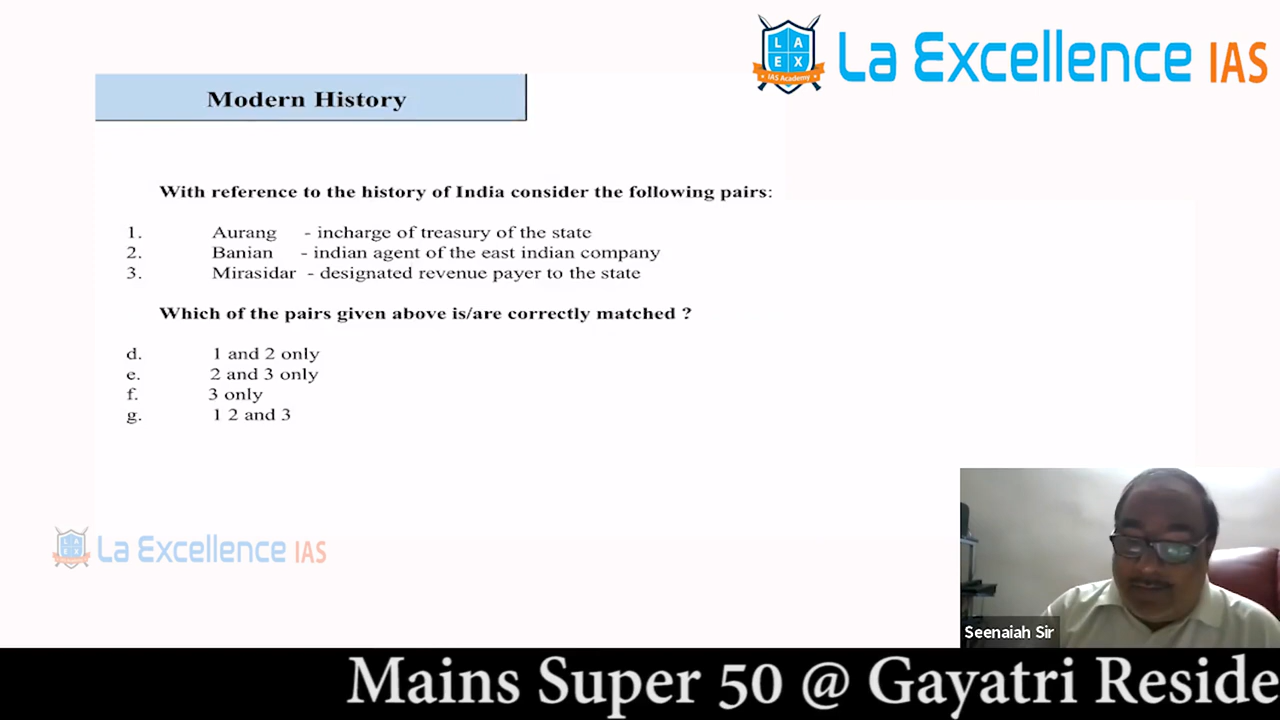 L A
E X
IAS Academy
La Excellence IAS
Modern History
With reference to the history of India consider the following pairs:
1. Aurang - incharge of treasury of the state
2. Banian - indian agent of the east indian company
3. Mirasidar - designated revenue payer to the state
Which of the pairs given above is/are correctly matched ?
d. 1 and 2 only
e. 2 and 3 only
f. 3 only
g. 1 2 and 3
La Excellence IAS
Seenaiah Sir
Mains Super 50 @ Gayatri Reside